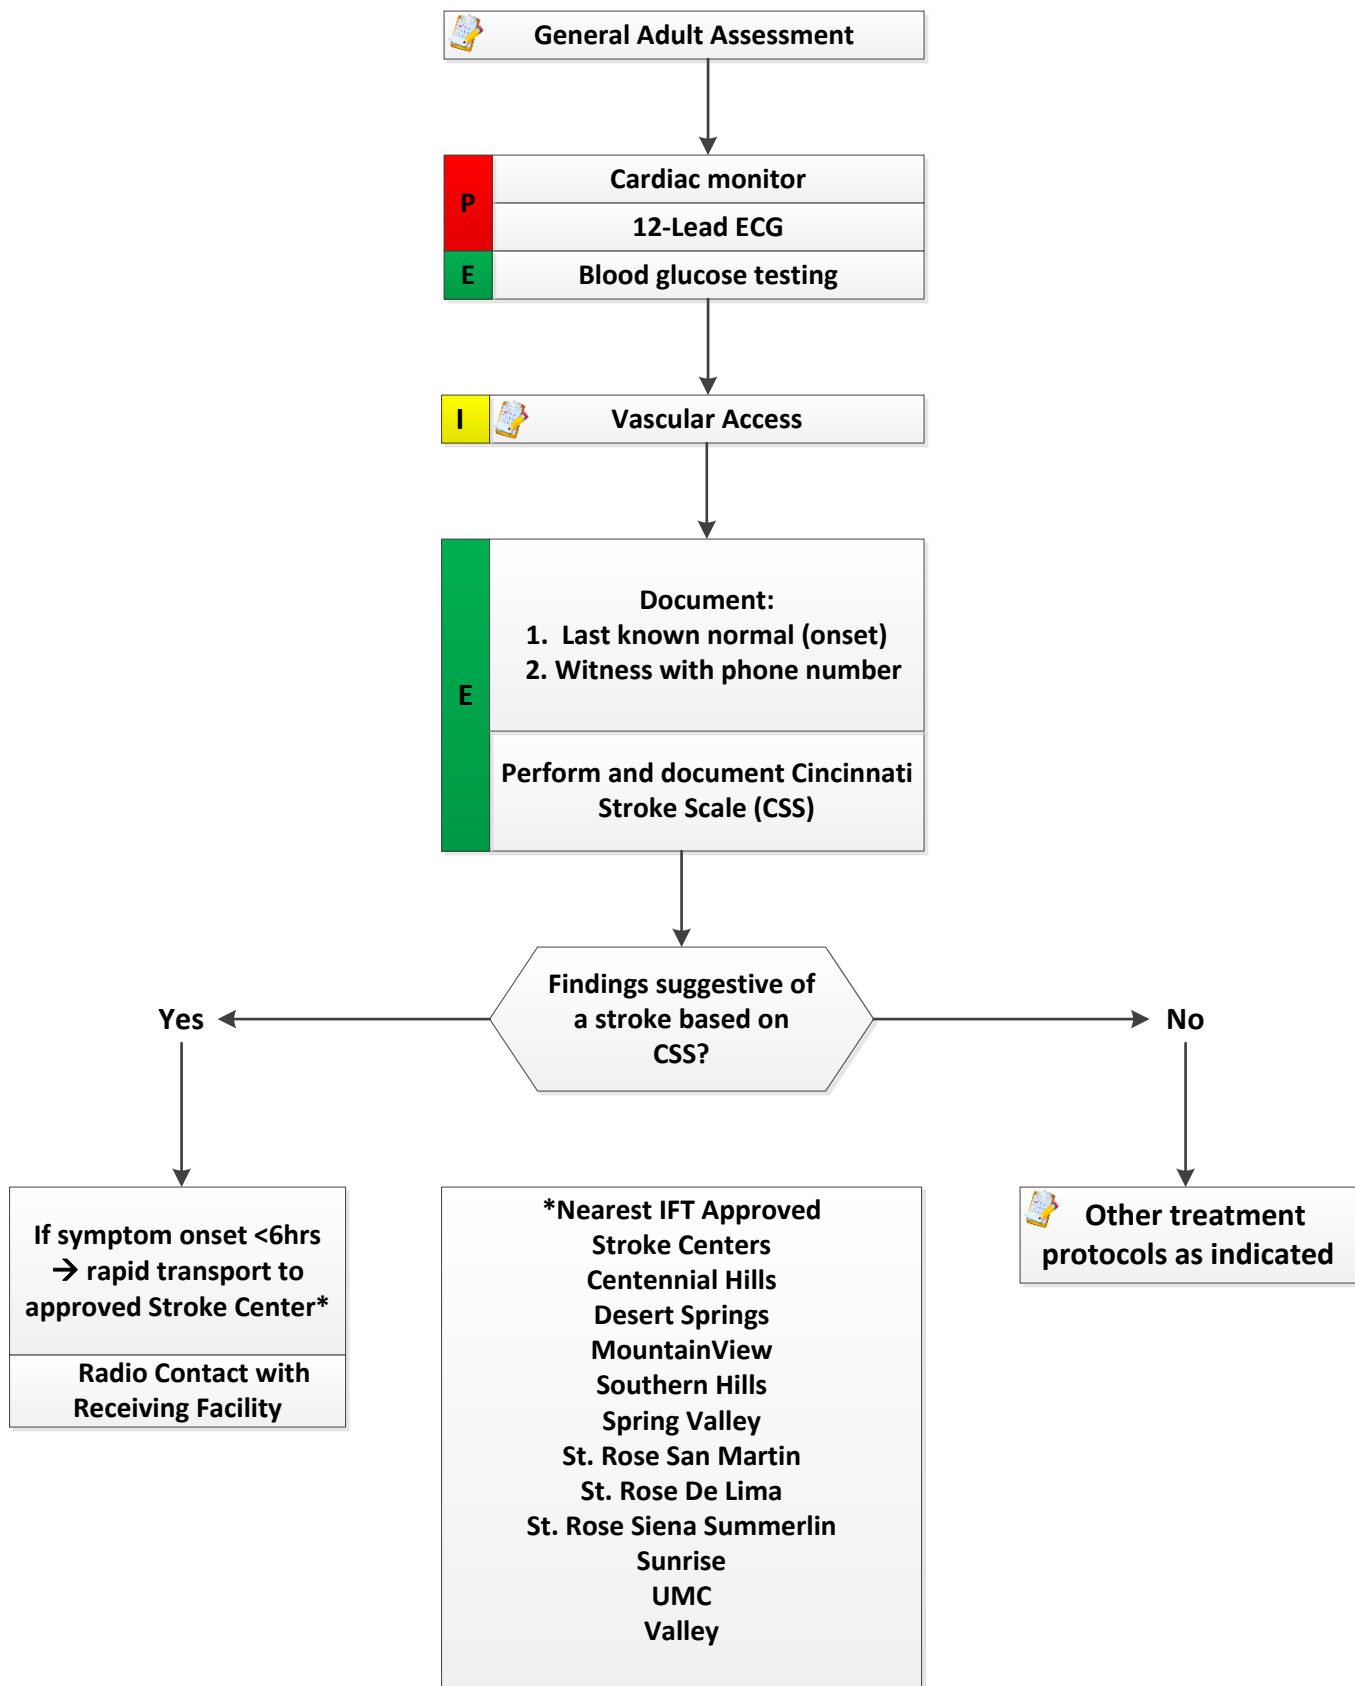 General Adult Assessment
P
Cardiac monitor
12-Lead ECG
E
Blood glucose testing
I
Vascular Access
E
Document:
1. Last known normal (onset)
2. Witness with phone number
Perform and document Cincinnati
Stroke Scale (CSS)
Findings suggestive of
a stroke based on
CSS?
Yes
No
If symptom onset <6hrs
→ rapid transport to
approved Stroke Center*
Radio Contact with
Receiving Facility
*Nearest IFT Approved
Stroke Centers
Centennial Hills
Desert Springs
MountainView
Southern Hills
Spring Valley
St. Rose San Martin
St. Rose De Lima
St. Rose Siena Summerlin
Sunrise
UMC
Valley
Other treatment
protocols as indicated